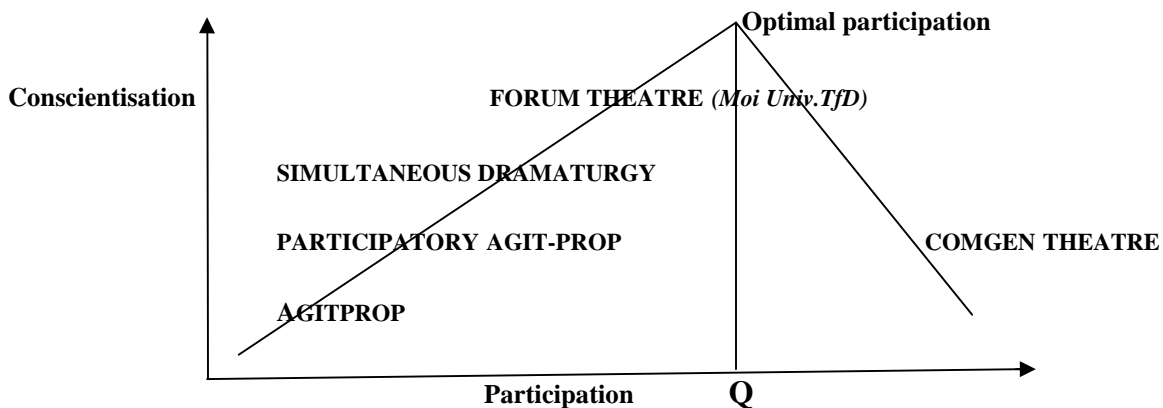 Optimal participation
Conscientisation
FORUM THEATRE (Moi Univ.TfD)
SIMULTANEOUS DRAMATURGY
PARTICIPATORY AGIT-PROP
COMGEN THEATRE
AGITPROP
Participation
Q